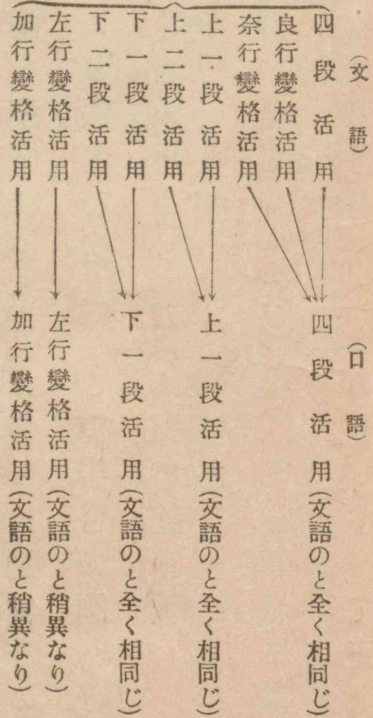 (文語)
四段活用
良行變格活用
奈行變格活用
上一段活用
上二段活用
下一段活用
下二段活用
左行變格活用
加行變格活用
(口語)
四段活用(文語のと全く相同じ)
上一段活用(文語のと全く相同じ)
下一段活用(文語のと全く相同じ)
左行變格活用(文語のと稍異なり)
加行變格活用(文語のと稍異なり)